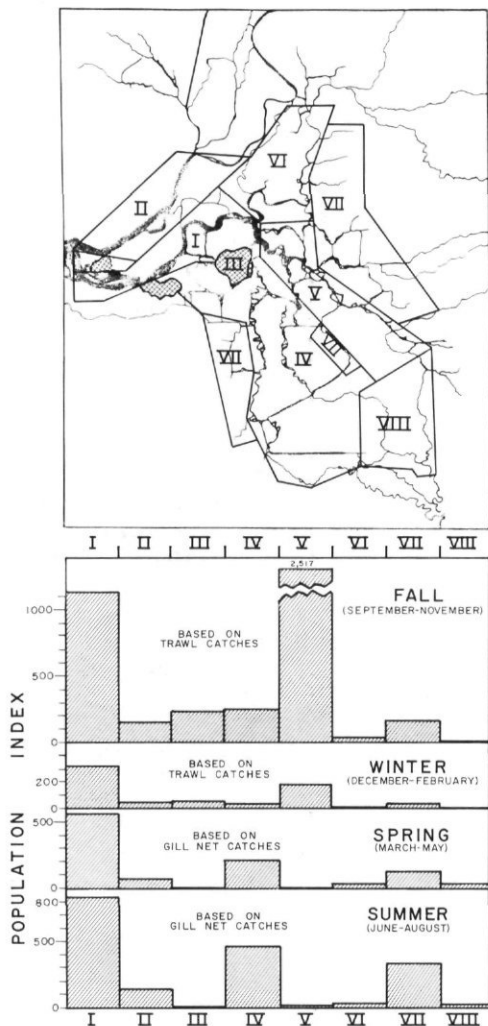 VI
II
VII
I
III
V
VII
IV
VII
VIII
I II III IV V VI VII VIII
2,517
FALL
(SEPTEMBER-NOVEMBER)
1000
BASED ON
TRAWL CATCHES
500
0
WINTER
(DECEMBER-FEBRUARY)
BASED ON
TRAWL CATCHES
200
0
SPRING
(MARCH-MAY)
500
BASED ON
GILL NET CATCHES
0
SUMMER
(JUNE-AUGUST)
800
BASED ON
GILL NET CATCHES
500
0
POPULATION INDEX
I II III IV V VI VII VIII